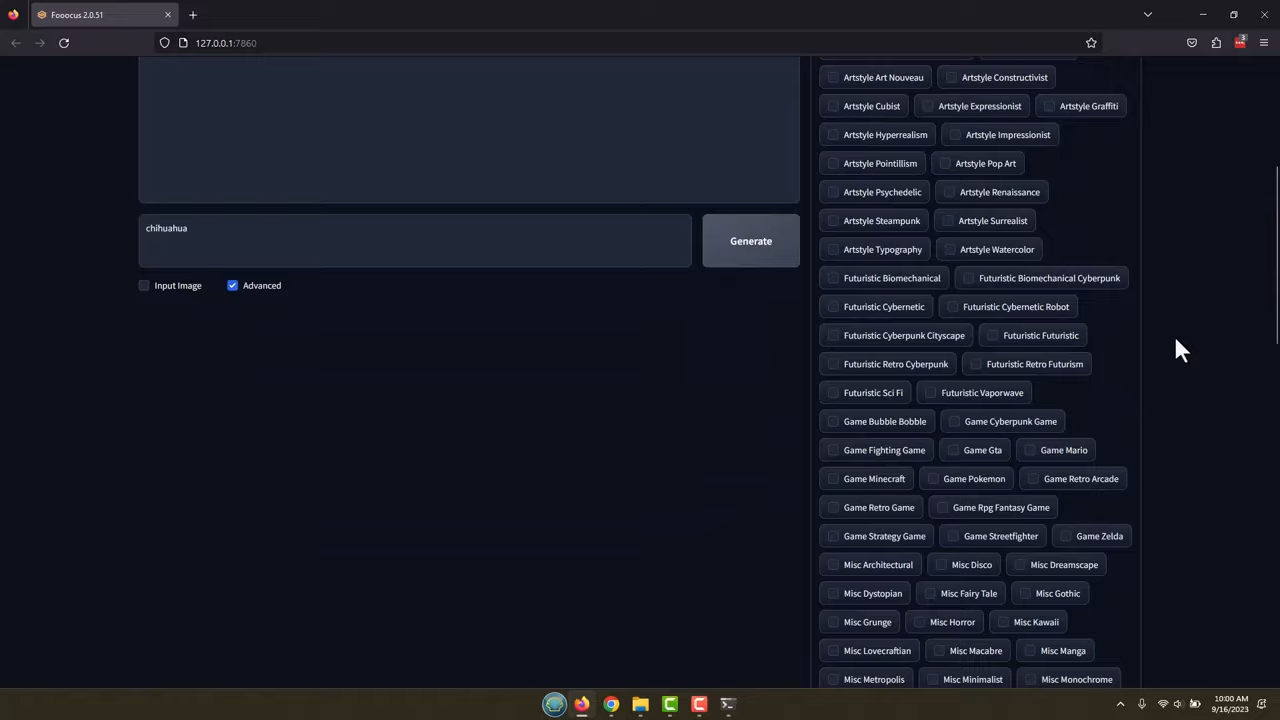 Fooocus 2.0.51
127.0.0.1:7860
3
Artstyle Art Nouveau Artstyle Constructivist
Artstyle Cubist Artstyle Expressionist Artstyle Graffiti
Artstyle Hyperrealism Artstyle Impressionist
Artstyle Pointillism Artstyle Pop Art
Artstyle Psychedelic Artstyle Renaissance
Artstyle Steampunk Artstyle Surrealist
Artstyle Typography Artstyle Watercolor
Futuristic Biomechanical Futuristic Biomechanical Cyberpunk
Futuristic Cybernetic Futuristic Cybernetic Robot
Futuristic Cyberpunk Cityscape Futuristic Futuristic
Futuristic Retro Cyberpunk Futuristic Retro Futurism
Futuristic Sci Fi Futuristic Vaporwave
Game Bubble Bobble Game Cyberpunk Game
Game Fighting Game Game Gta Game Mario
Game Minecraft Game Pokemon Game Retro Arcade
Game Retro Game Game Rpg Fantasy Game
Game Strategy Game Game Streetfighter Game Zelda
Misc Architectural Misc Disco Misc Dreamscape
Misc Dystopian Misc Fairy Tale Misc Gothic
Misc Grunge Misc Horror Misc Kawaii
Misc Lovecraftian Misc Macabre Misc Manga
Misc Metropolis Misc Minimalist Misc Monochrome
chihuahua
Generate
Input Image Advanced
10:00 AM
9/16/2023